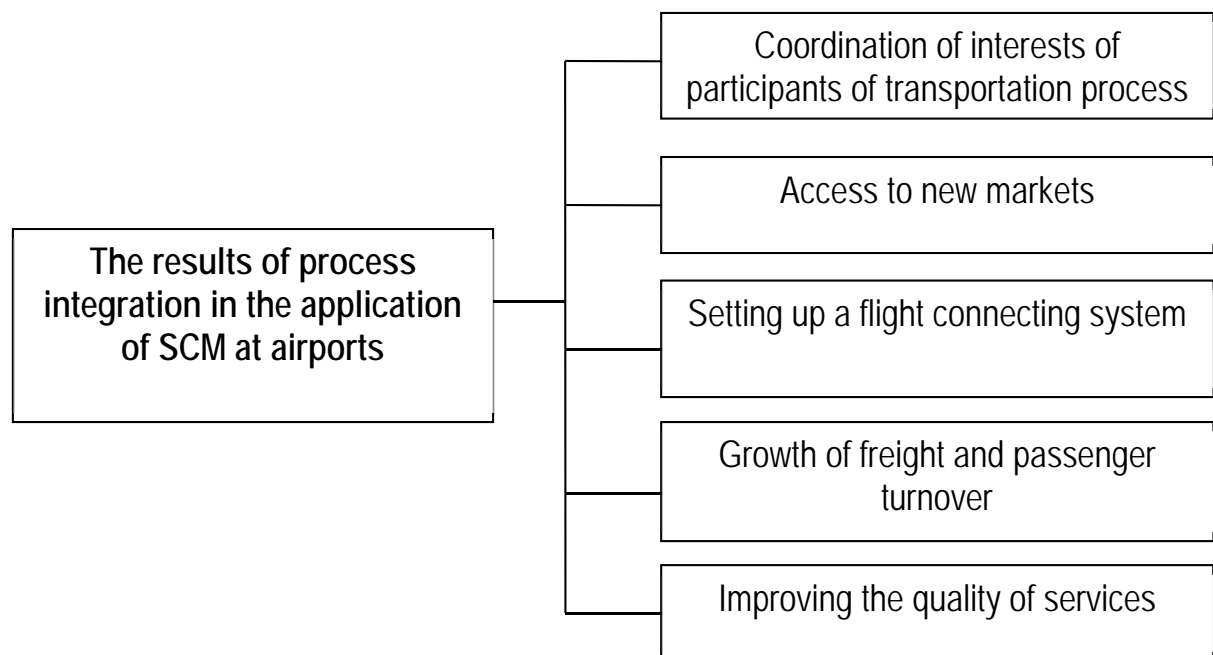 Coordination of interests of
participants of transportation process
Access to new markets
The results of process
integration in the application
of SCM at airports
Setting up a flight connecting system
Growth of freight and passenger
turnover
Improving the quality of services